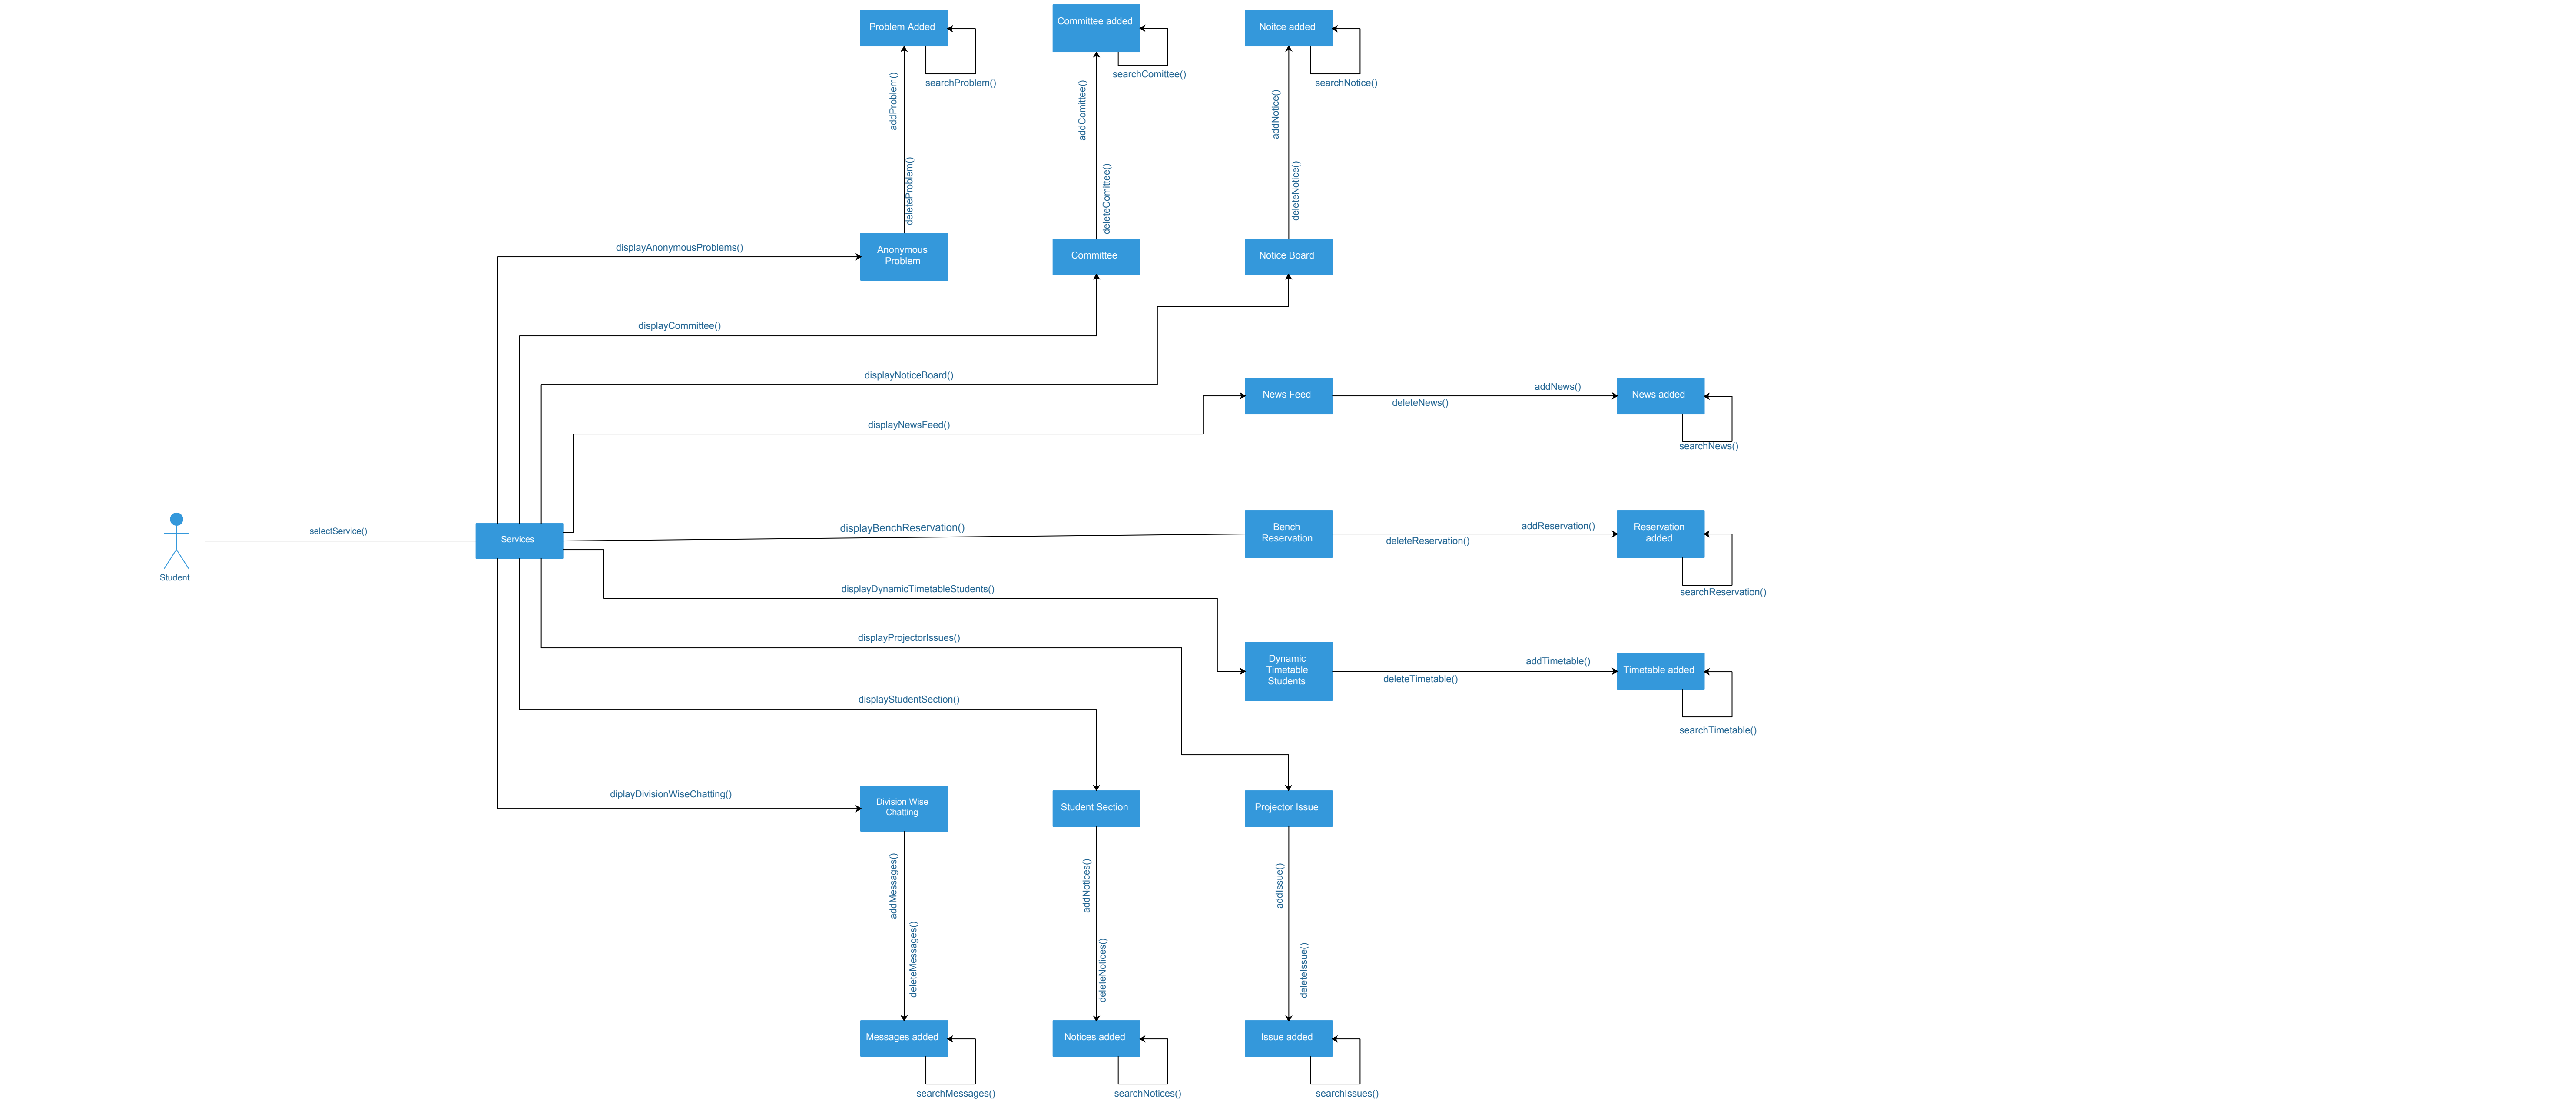 Problem Added
Committee added
Noitce added
searchProblem()
searchComittee()
searchNotice()
addProblem()
addComittee()
addNotice()
deleteProblem()
deleteComittee()
deleteNotice()
displayAnonymousProblems()
Anonymous
Problem
Committee
Notice Board
displayCommittee()
displayNoticeBoard()
displayNewsFeed()
News Feed
addNews()
deleteNews()
News added
searchNews()
Student
selectService()
Services
displayBenchReservation()
Bench
Reservation
addReservation()
deleteReservation()
Reservation
added
searchReservation()
displayDynamicTimetableStudents()
Dynamic
Timetable
Students
addTimetable()
deleteTimetable()
Timetable added
searchTimetable()
displayProjectorIssues()
displayStudentSection()
diplayDivisionWiseChatting()
Division Wise
Chatting
Student Section
Projector Issue
addMessages()
addNotices()
addIssue()
deleteMessages()
deleteNotices()
deleteIssue()
Messages added
Notices added
Issue added
searchMessages()
searchNotices()
searchIssues()